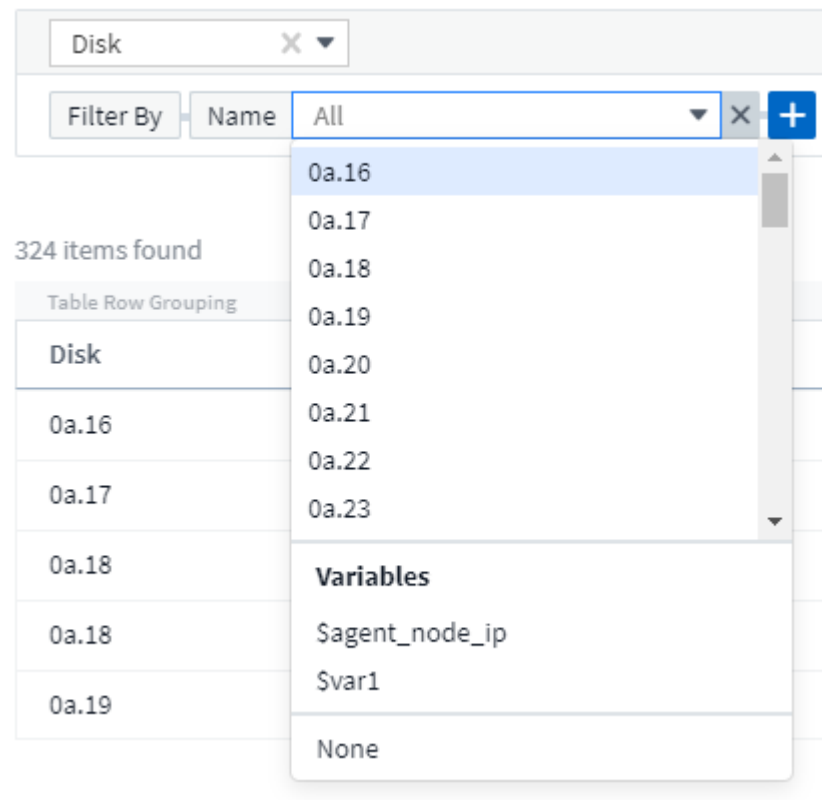 Disk
Filter By Name All
0a.16
0a.17
0a.18
0a.19
0a.20
0a.21
0a.22
0a.23
Variables
$agent_node_ip
$var1
None
324 items found
Table Row Grouping
Disk
0a.16
0a.17
0a.18
0a.18
0a.19